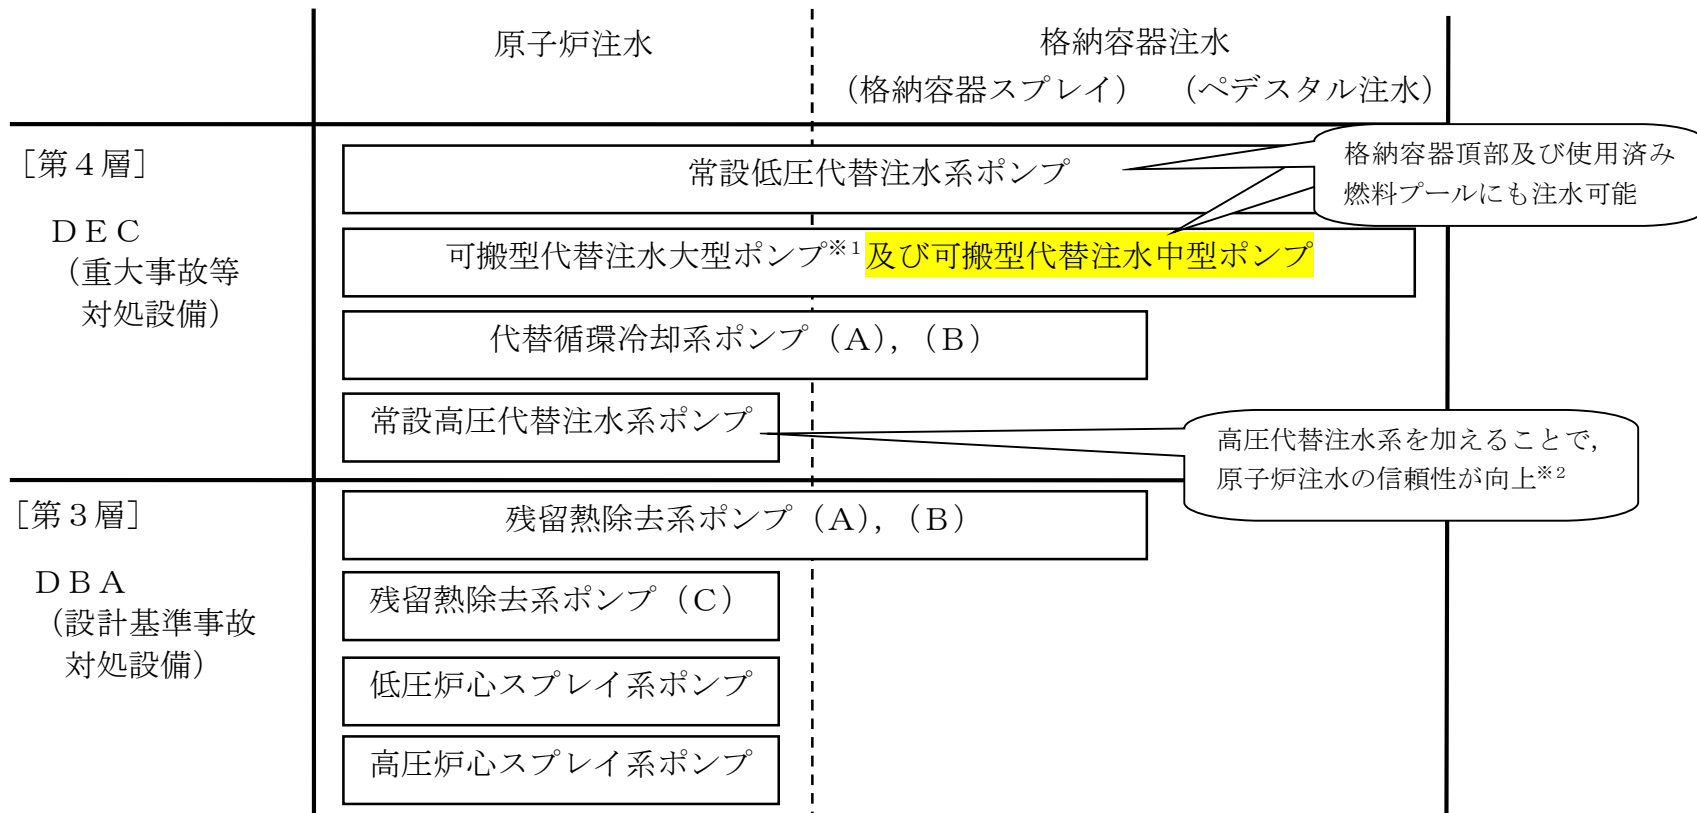 原子炉注水
格納容器注水
（格納容器スプレイ）　（ペデスタル注水）
［第４層］
ＤＥＣ
（重大事故等
対処設備）
常設低圧代替注水系ポンプ
格納容器頂部及び使用済み
燃料プールにも注水可能
可搬型代替注水大型ポンプ※1及び可搬型代替注水中型ポンプ
代替循環冷却系ポンプ（Ａ），（Ｂ）
常設高圧代替注水系ポンプ
高圧代替注水系を加えることで，
原子炉注水の信頼性が向上※2
［第３層］
ＤＢＡ
（設計基準事故
対処設備）
残留熱除去系ポンプ（Ａ），（Ｂ）
残留熱除去系ポンプ（Ｃ）
低圧炉心スプレイ系ポンプ
高圧炉心スプレイ系ポンプ